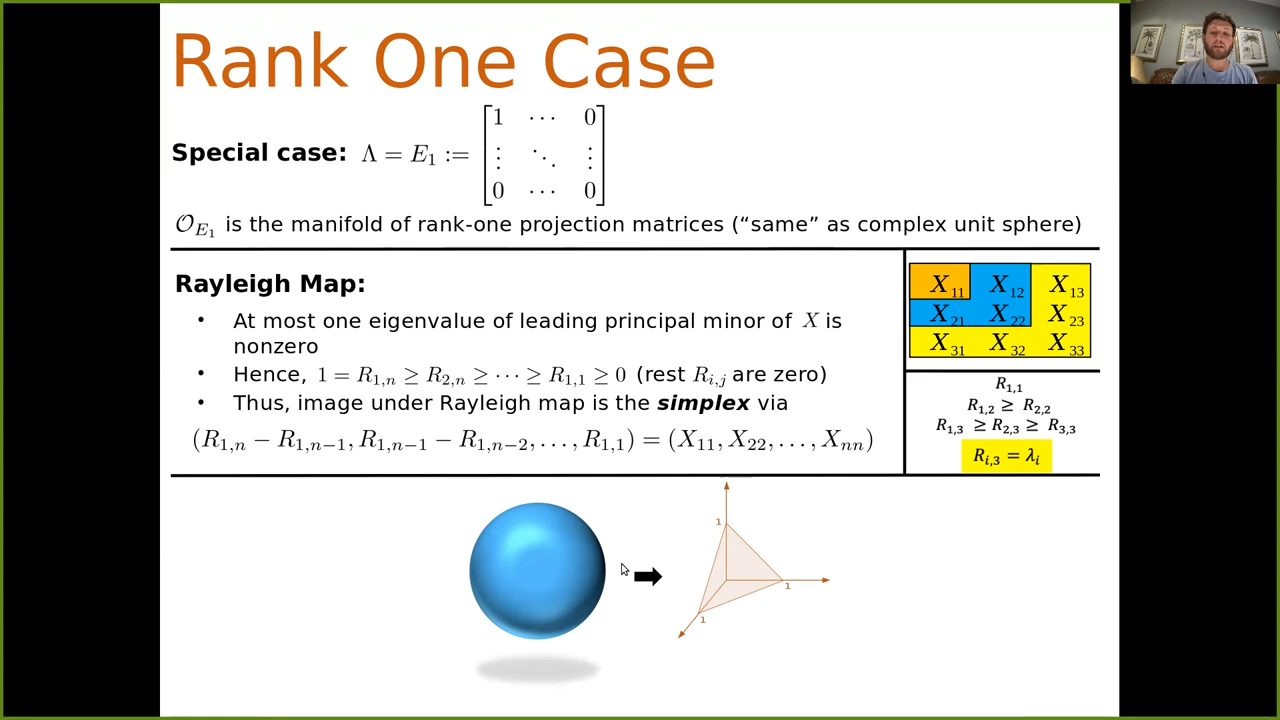 Rank One Case
Special case: Λ = E₁ := [1 ⋯ 0
⋮ ⋱ ⋮
0 ⋯ 0]
𝒪_{E₁} is the manifold of rank-one projection matrices (“same” as complex unit sphere)
Rayleigh Map:
• At most one eigenvalue of leading principal minor of X is
nonzero
• Hence, 1 = R_{1,n} ≥ R_{2,n} ≥ ⋯ ≥ R_{1,1} ≥ 0 (rest R_{i,j} are zero)
• Thus, image under Rayleigh map is the simplex via
(R_{1,n} − R_{1,n−1}, R_{1,n−1} − R_{1,n−2}, …, R_{1,1}) = (X₁₁, X₂₂, …, X_{nn})
X₁₁ X₁₂ X₁₃
X₂₁ X₂₂ X₂₃
X₃₁ X₃₂ X₃₃
R_{1,1}
R_{1,2} ≥ R_{2,2}
R_{1,3} ≥ R_{2,3} ≥ R_{3,3}
R_{i,3} = λ_i
1
1
1